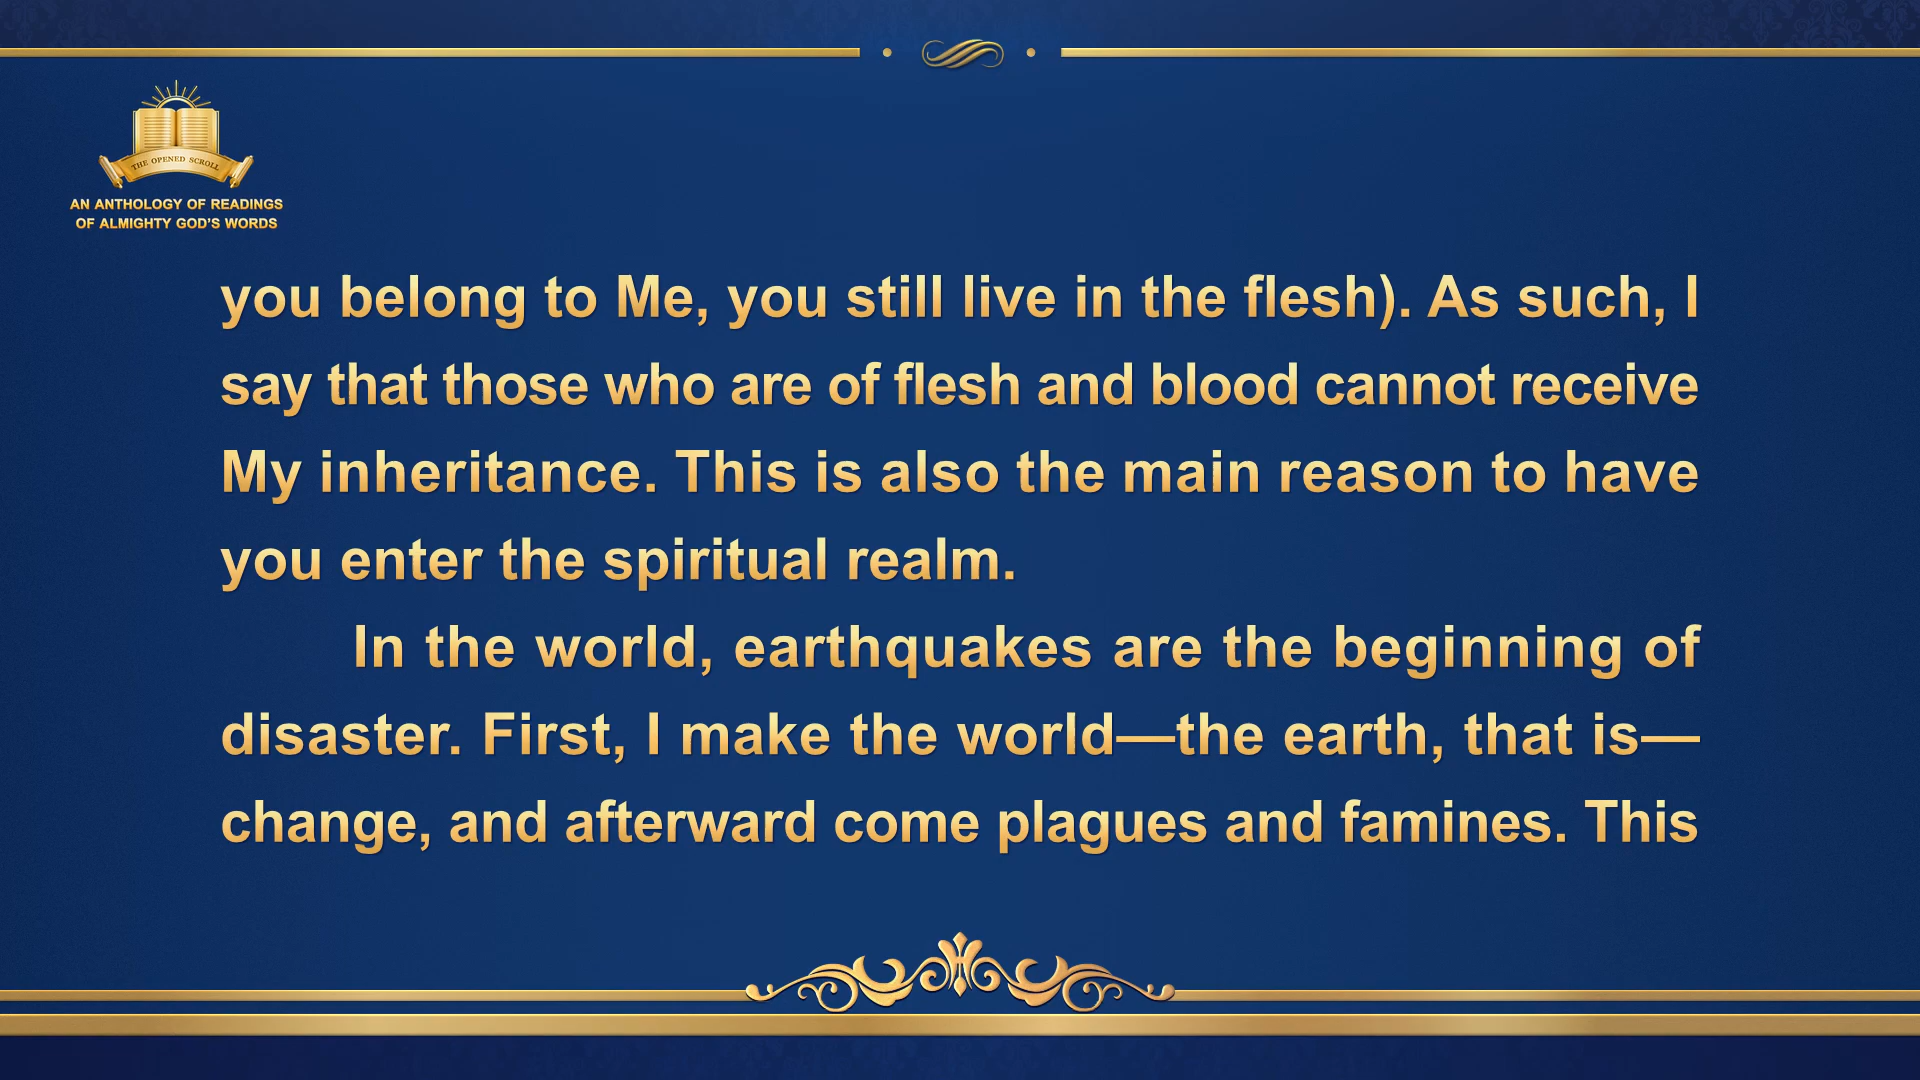 THE OPENED SCROLL
AN ANTHOLOGY OF READINGS
OF ALMIGHTY GOD'S WORDS
you belong to Me, you still live in the flesh). As such, I
say that those who are of flesh and blood cannot receive
My inheritance. This is also the main reason to have
you enter the spiritual realm.
In the world, earthquakes are the beginning of
disaster. First, I make the world—the earth, that is—
change, and afterward come plagues and famines. This